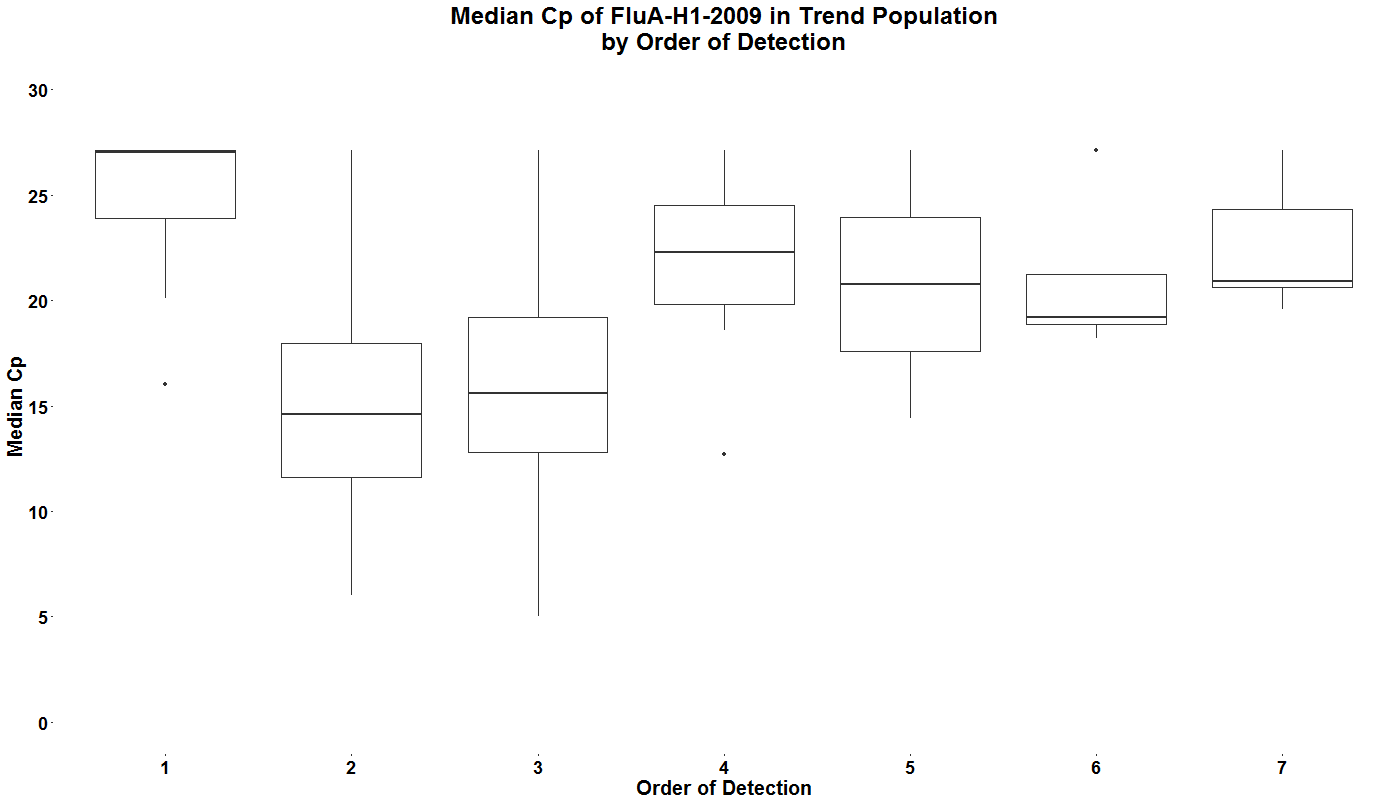 Median Cp of FluA-H1-2009 in Trend Population
by Order of Detection
30
25
20
15
10
5
0
Median Cp
1 2 3 4 5 6 7
Order of Detection